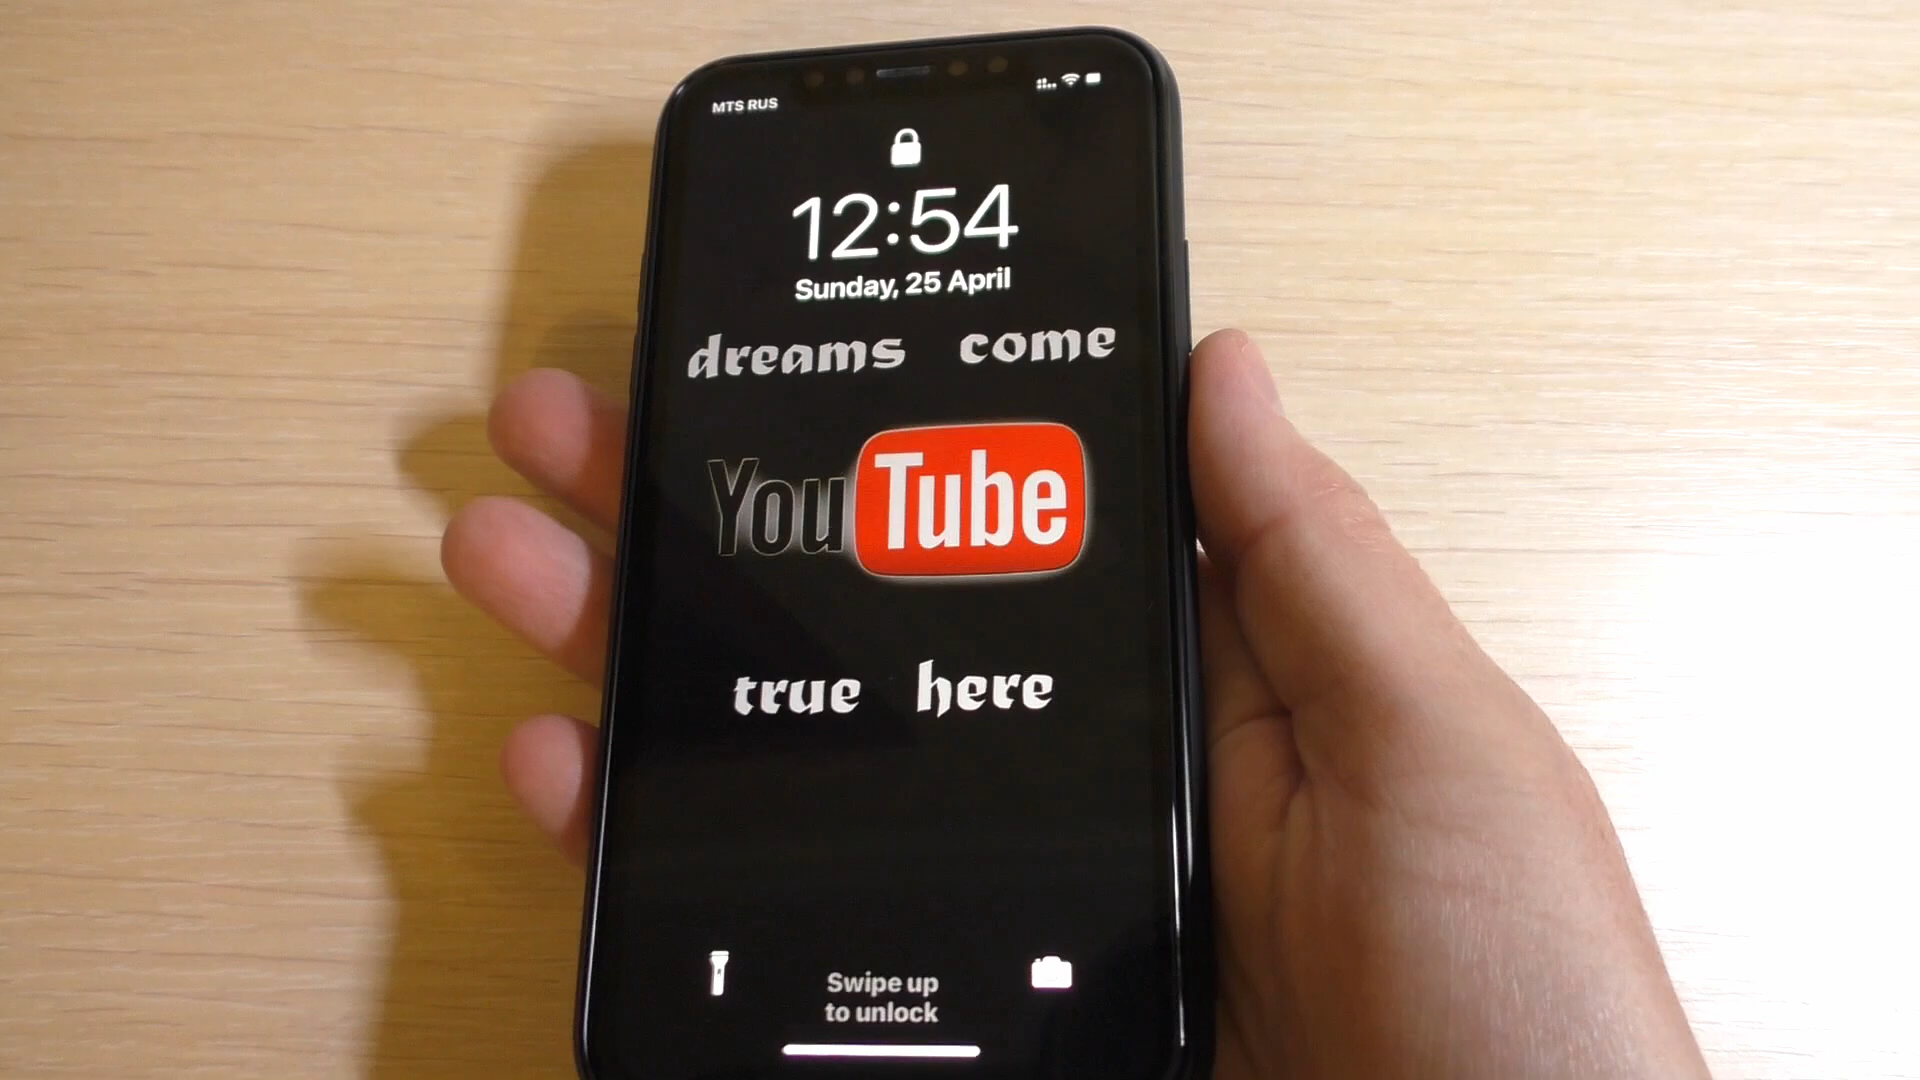 MTS RUS
12:54
Sunday, 25 April
dreams come
YouTube
true here
Swipe up
to unlock